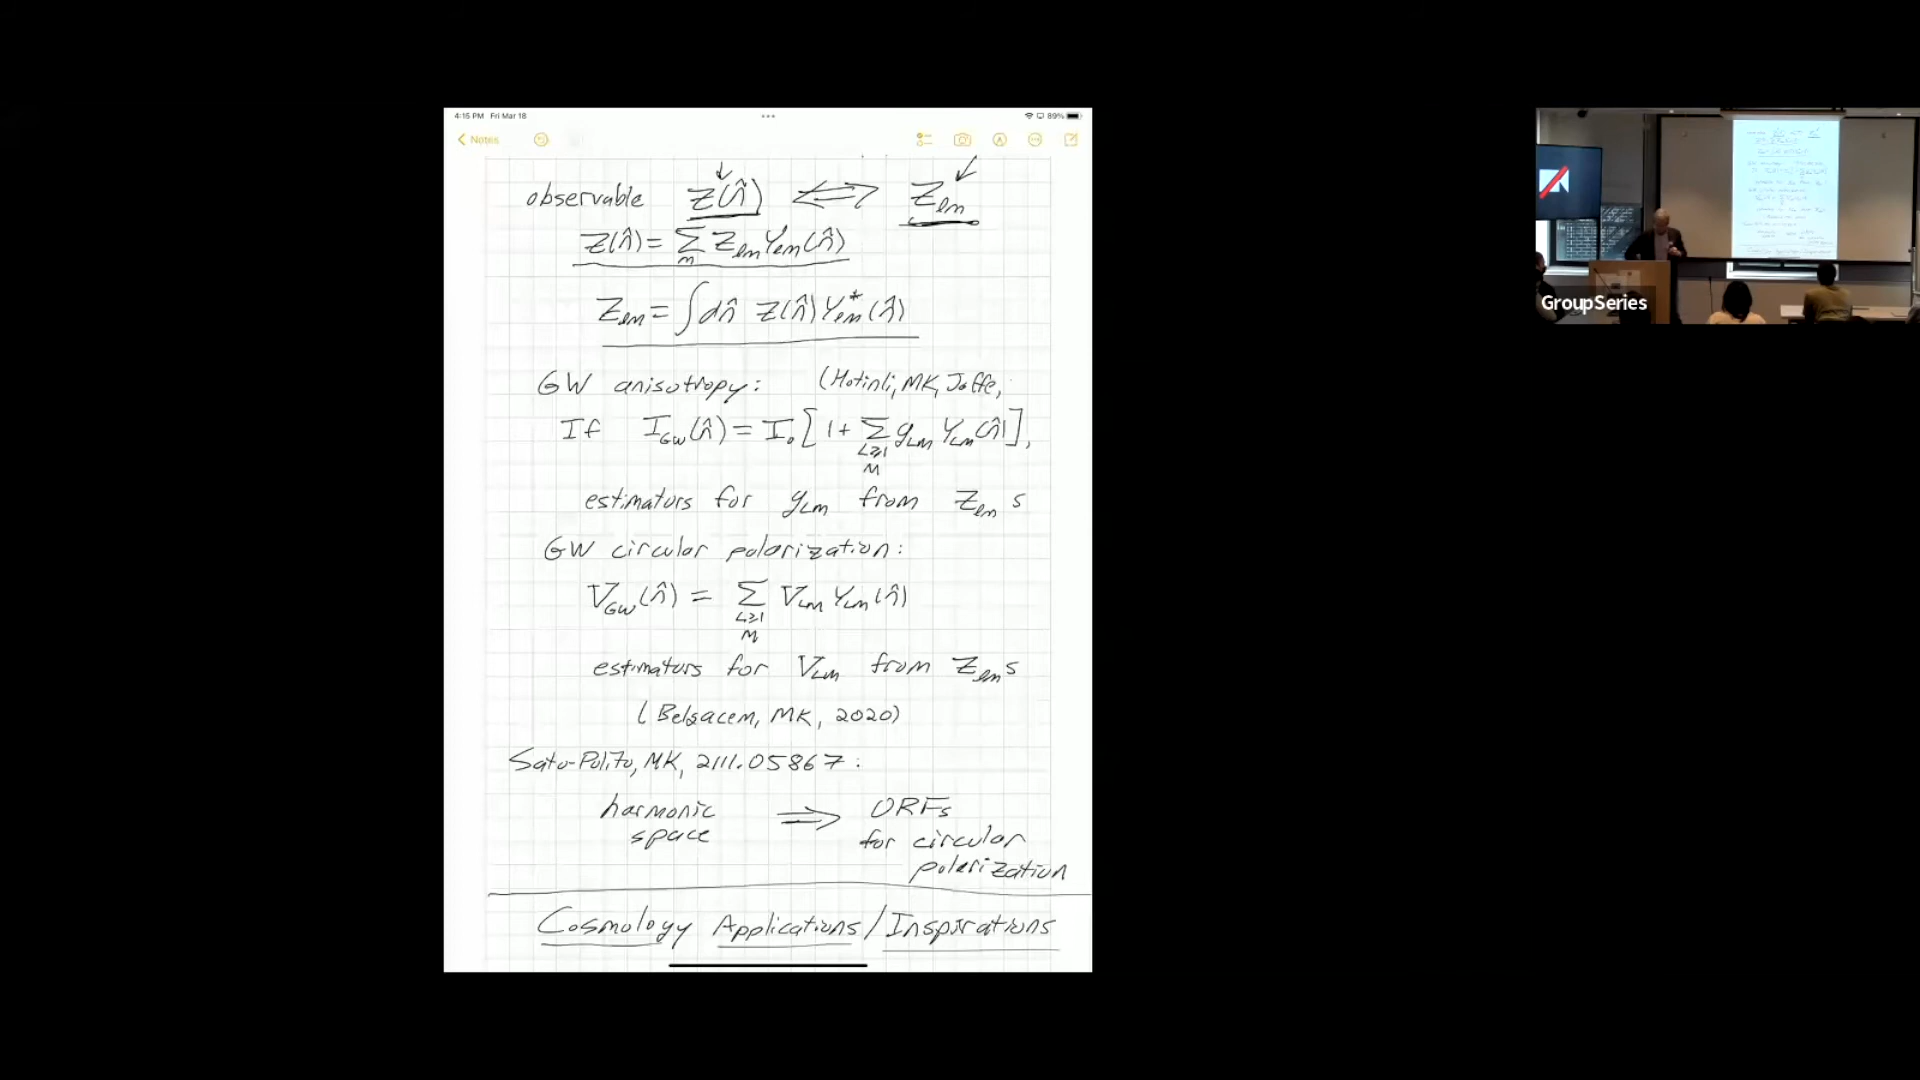 4:15 PM Fri Mar 18
89%
Notes
observable Z(n̂) ⟺ Z_lm
Z(n̂) = Σ_m Z_lm Y_lm(n̂)
Z_lm = ∫dn̂ Z(n̂) Y*_lm(n̂)
GW anisotropy: (Hotinli, MK, Jaffe,
If I_GW(n̂) = I_0 [1 + Σ_{L≥1 M} g_LM Y_LM(n̂)],
estimators for g_LM from Z_lm s
GW circular polarization:
V_GW(n̂) = Σ_{L≥1 M} V_LM Y_LM(n̂)
estimators for V_LM from Z_lm s
(Belgacem, MK, 2020)
Sato-Polito, MK, 2111.05867:
harmonic ⟹ ORFs
space for circular
polarization
Cosmology Applications/Inspirations
GroupSeries